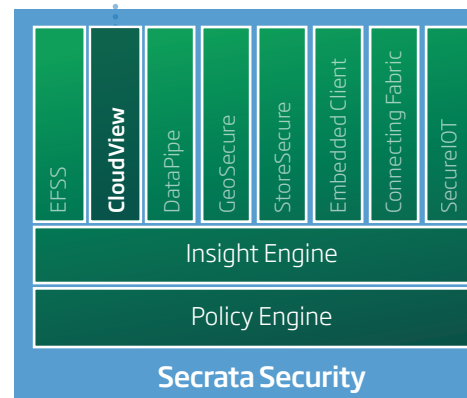 EFSS
CloudView
DataPipe
GeoSecure
StoreSecure
Embedded Client
Connecting Fabric
SecureIOT
Insight Engine
Policy Engine
Secrata Security